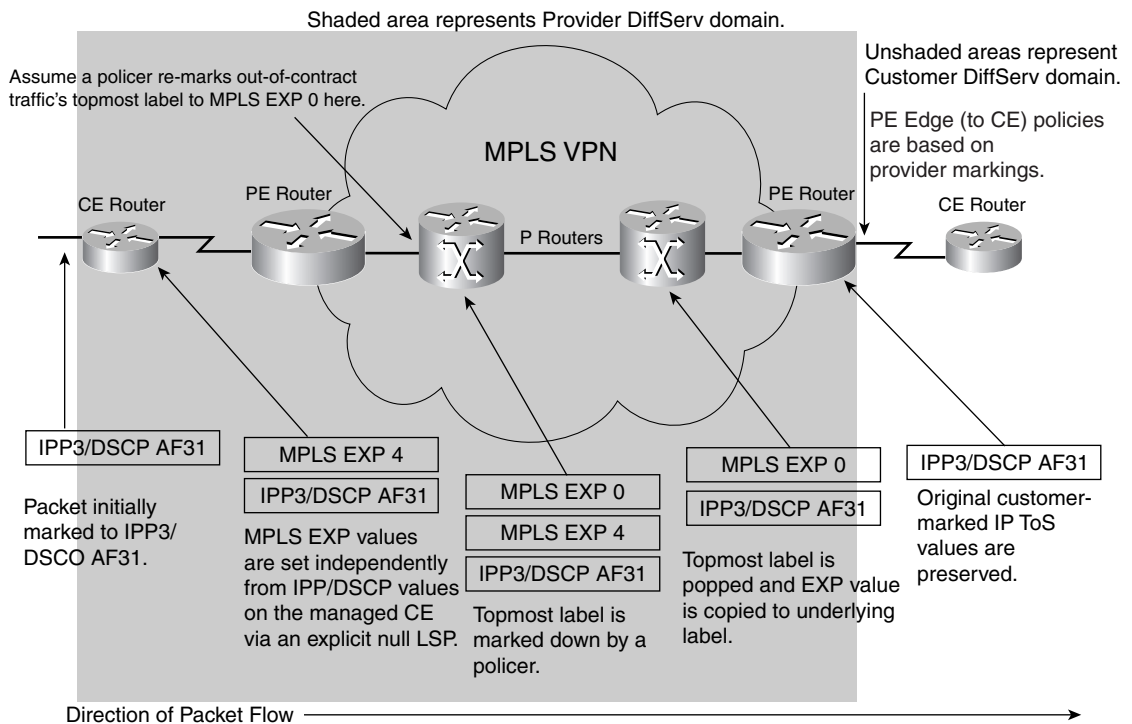 Shaded area represents Provider DiffServ domain.
Assume a policer re-marks out-of-contract
traffic's topmost label to MPLS EXP 0 here.
Unshaded areas represent
Customer DiffServ domain.
PE Edge (to CE) policies
are based on
provider markings.
MPLS VPN
CE Router
PE Router
P Routers
PE Router
CE Router
IPP3/DSCP AF31
Packet initially
marked to IPP3/
DSCO AF31.
MPLS EXP 4
IPP3/DSCP AF31
MPLS EXP values
are set independently
from IPP/DSCP values
on the managed CE
via an explicit null LSP.
MPLS EXP 0
MPLS EXP 4
IPP3/DSCP AF31
Topmost label is
marked down by a
policer.
MPLS EXP 0
IPP3/DSCP AF31
Topmost label is
popped and EXP value
is copied to underlying
label.
IPP3/DSCP AF31
Original customer-
marked IP ToS
values are
preserved.
Direction of Packet Flow